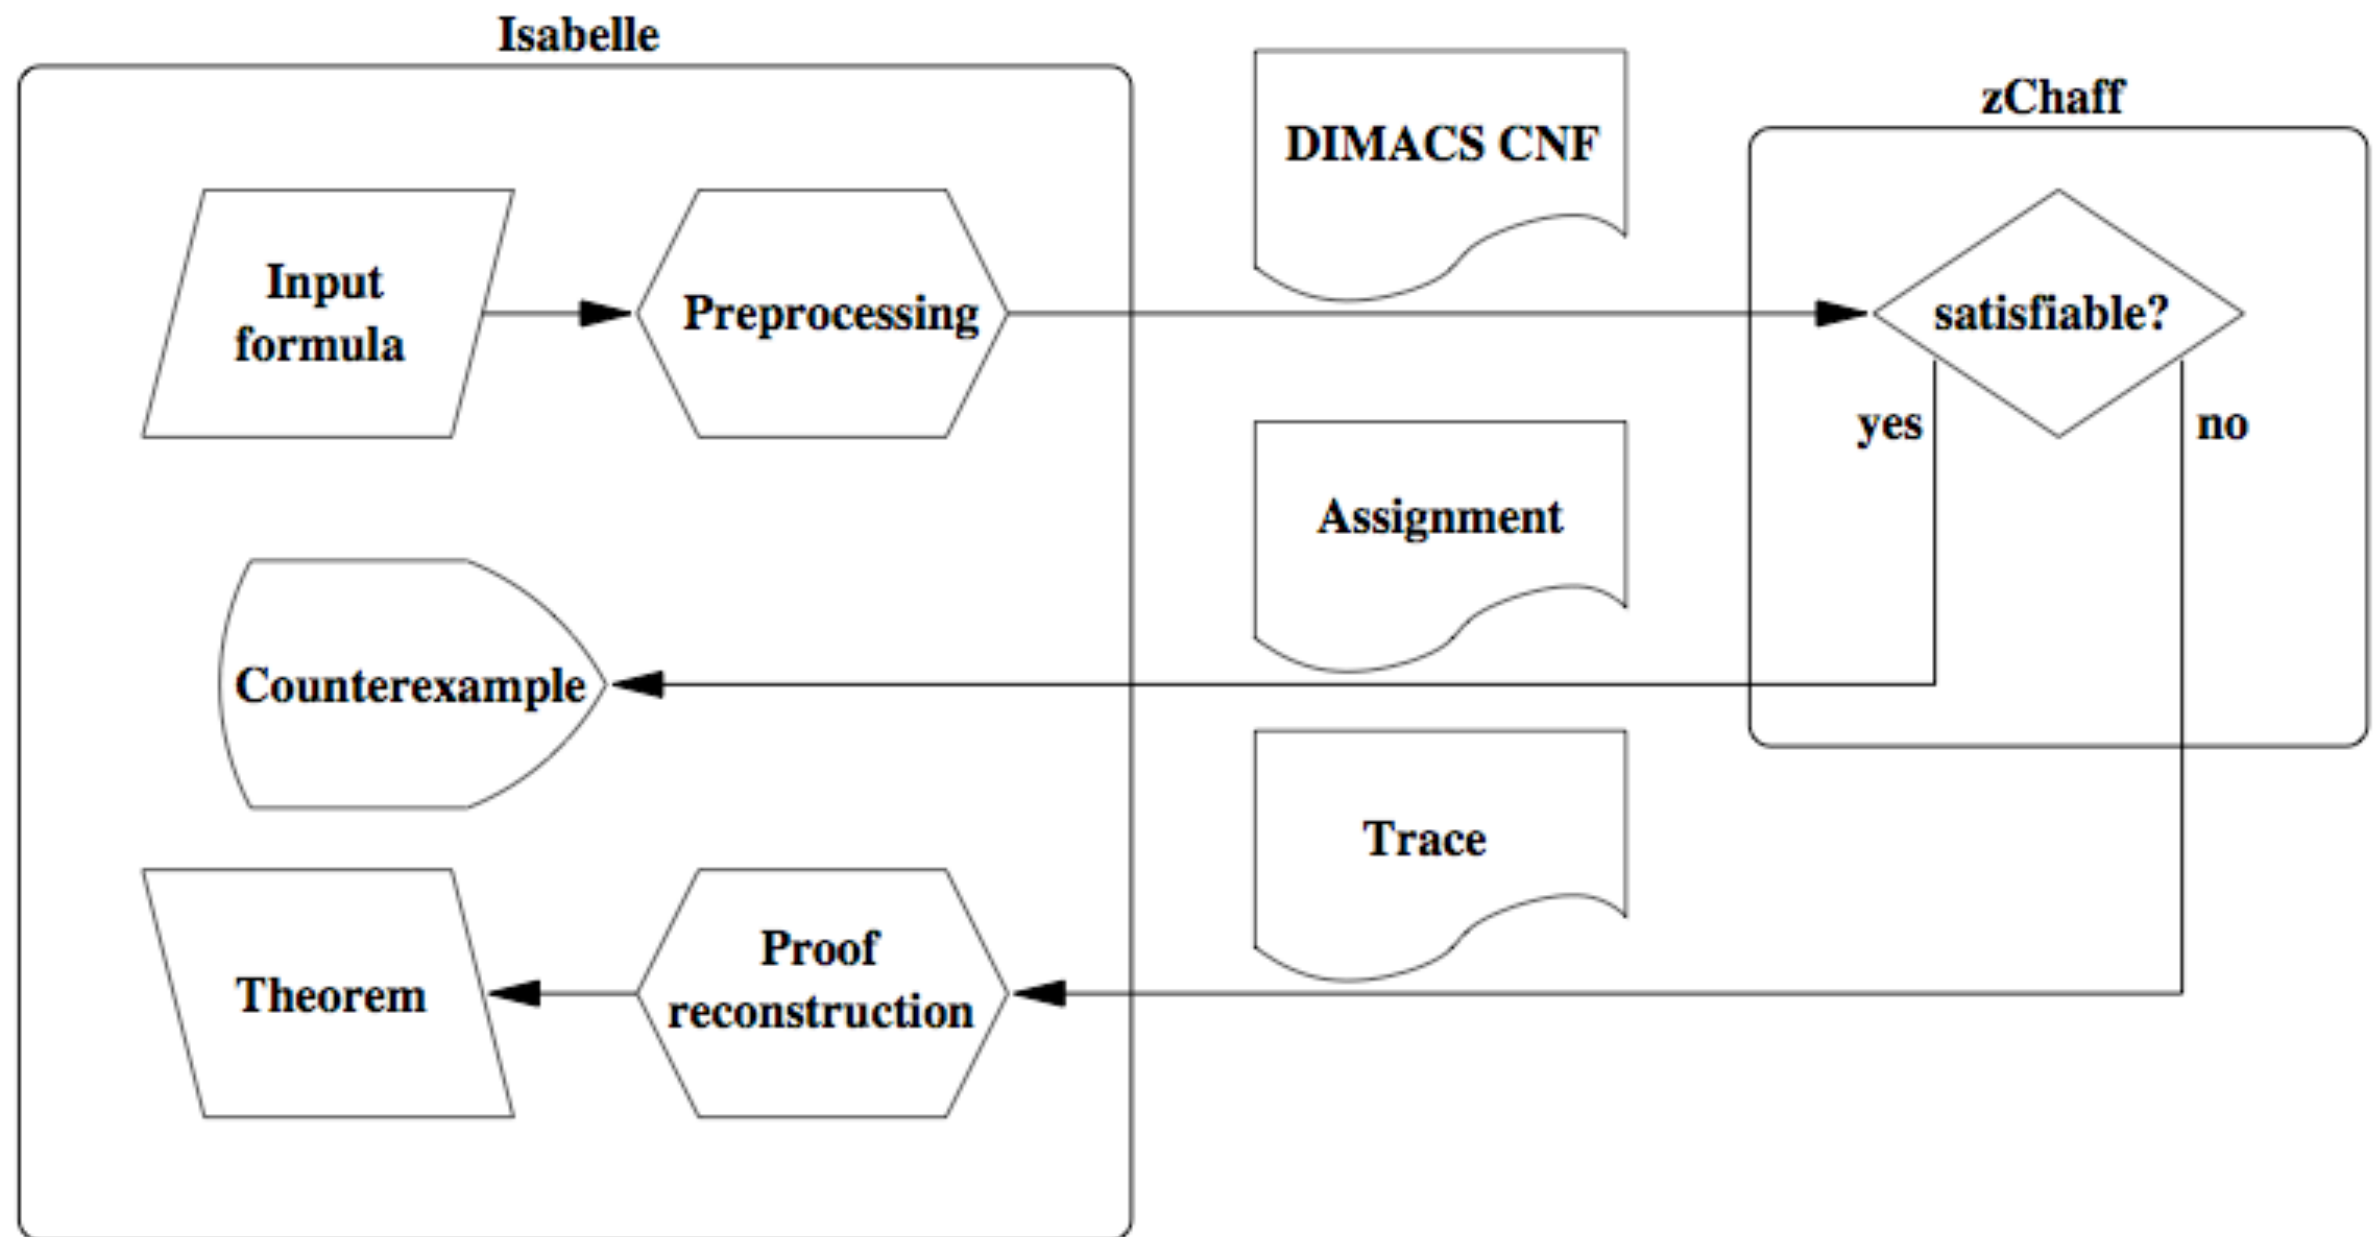 Isabelle
zChaff
DIMACS CNF
Input
formula
Preprocessing
satisfiable?
yes
no
Assignment
Counterexample
Trace
Theorem
Proof
reconstruction